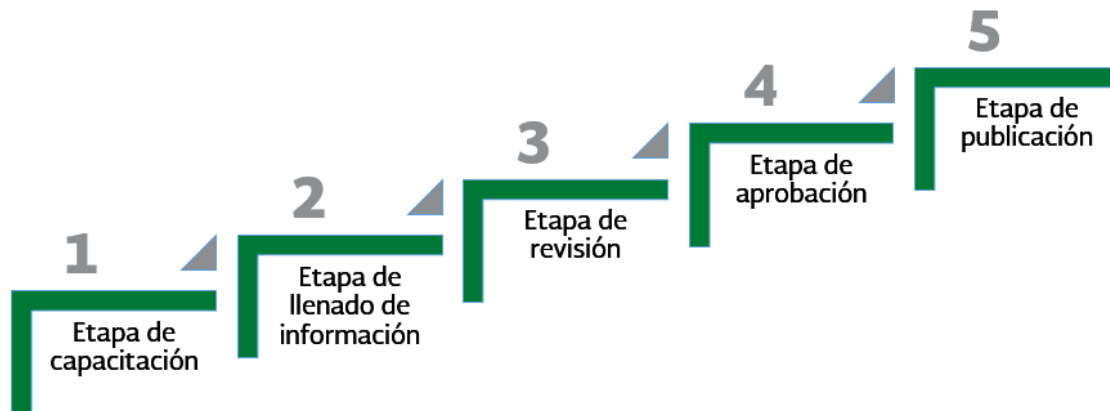 1
Etapa de
capacitación
2
Etapa de
llenado de
información
3
Etapa de
revisión
4
Etapa de
aprobación
5
Etapa de
publicación